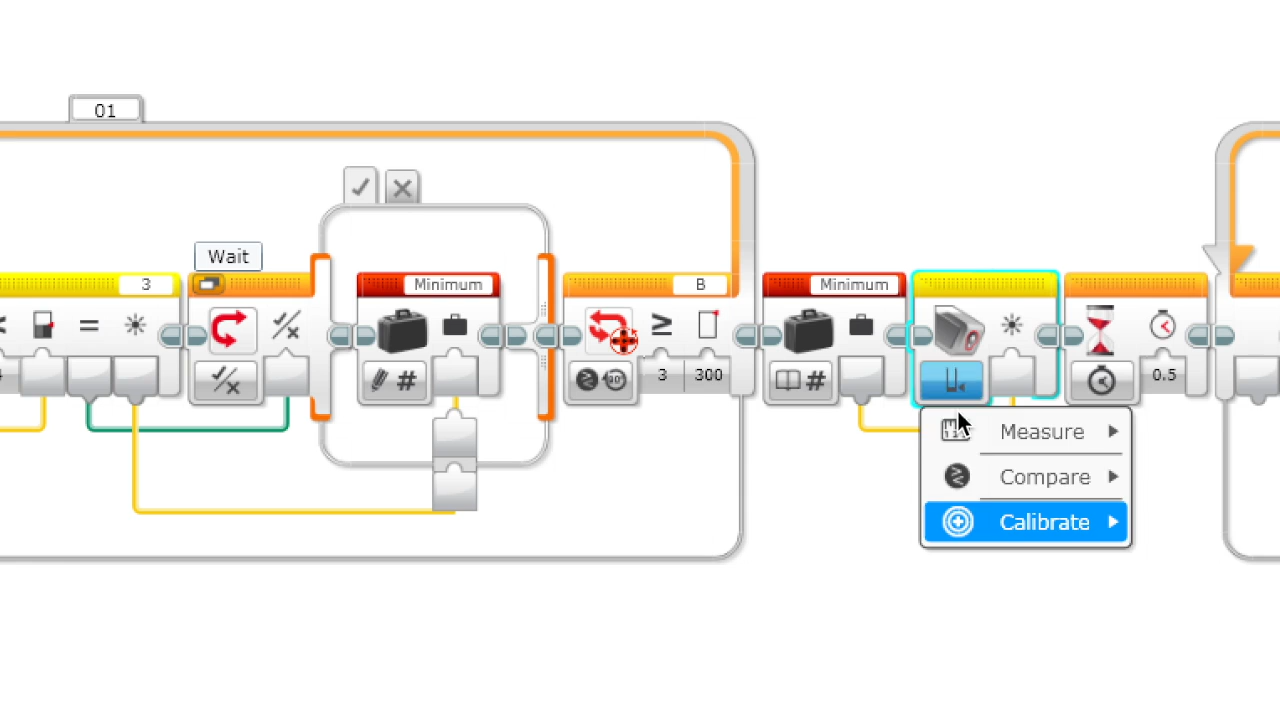 01
Wait
3
Minimum
B
Minimum
= 
≥
#
3
300
#
0.5
Measure
Compare
Calibrate